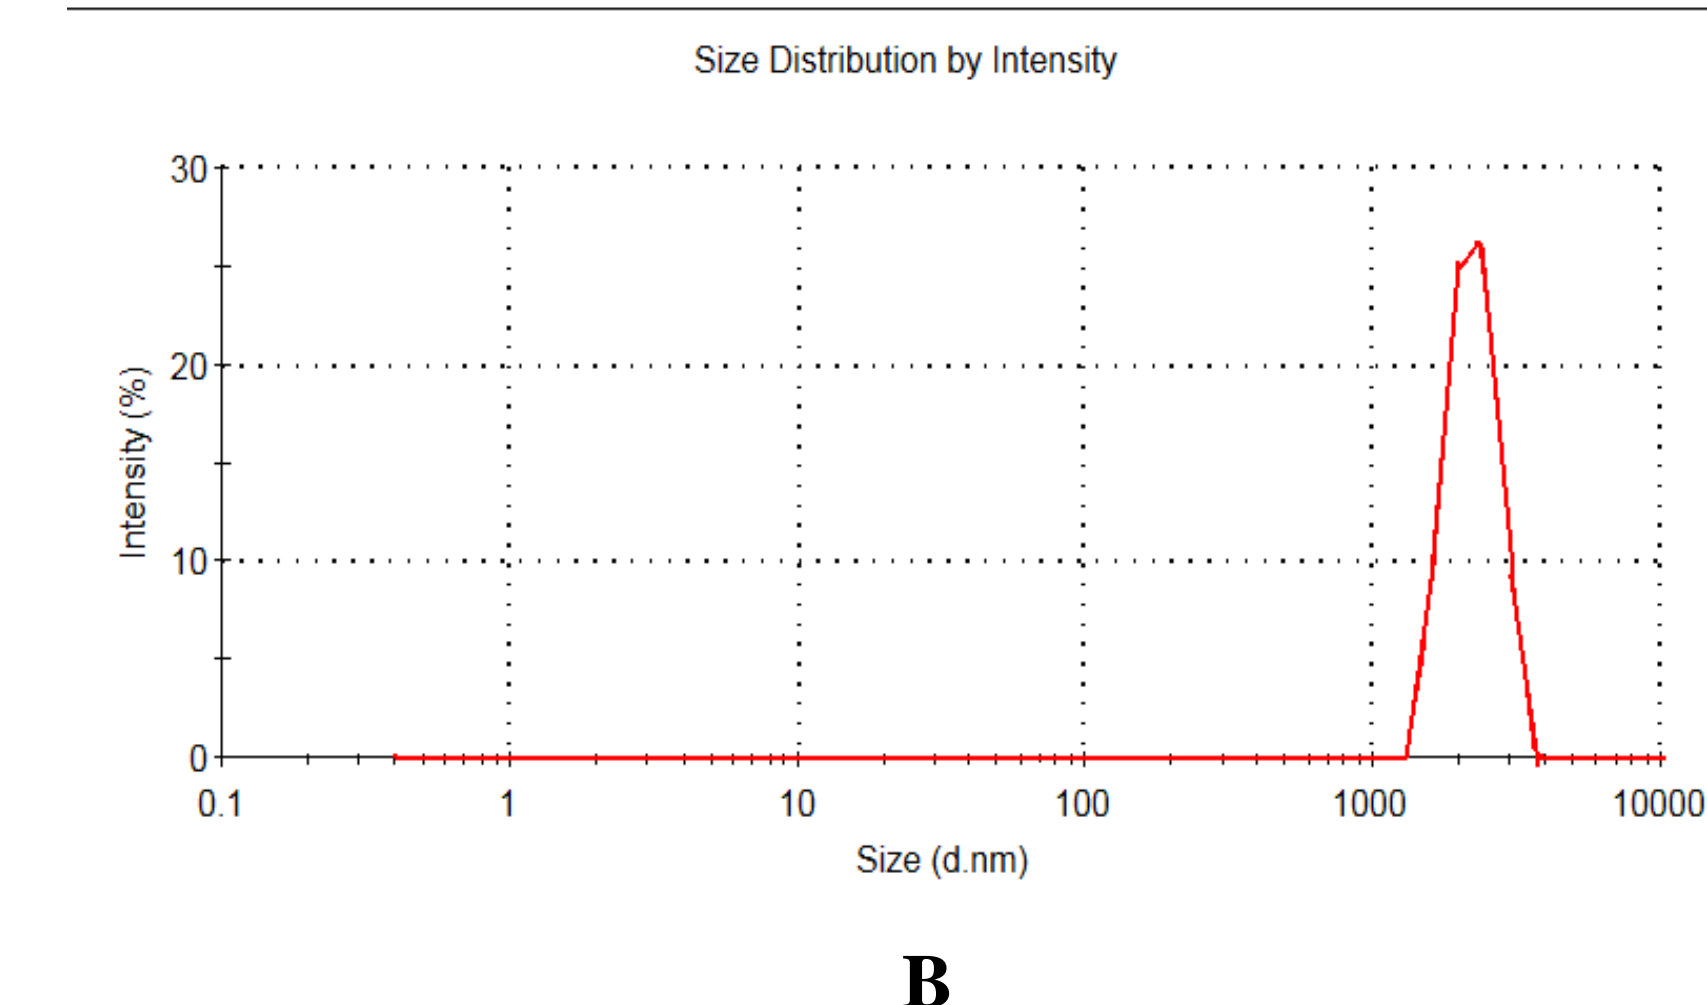 Size Distribution by Intensity
30
20
10
0
Intensity (%)
0.1 1 10 100 1000 10000
Size (d.nm)
B